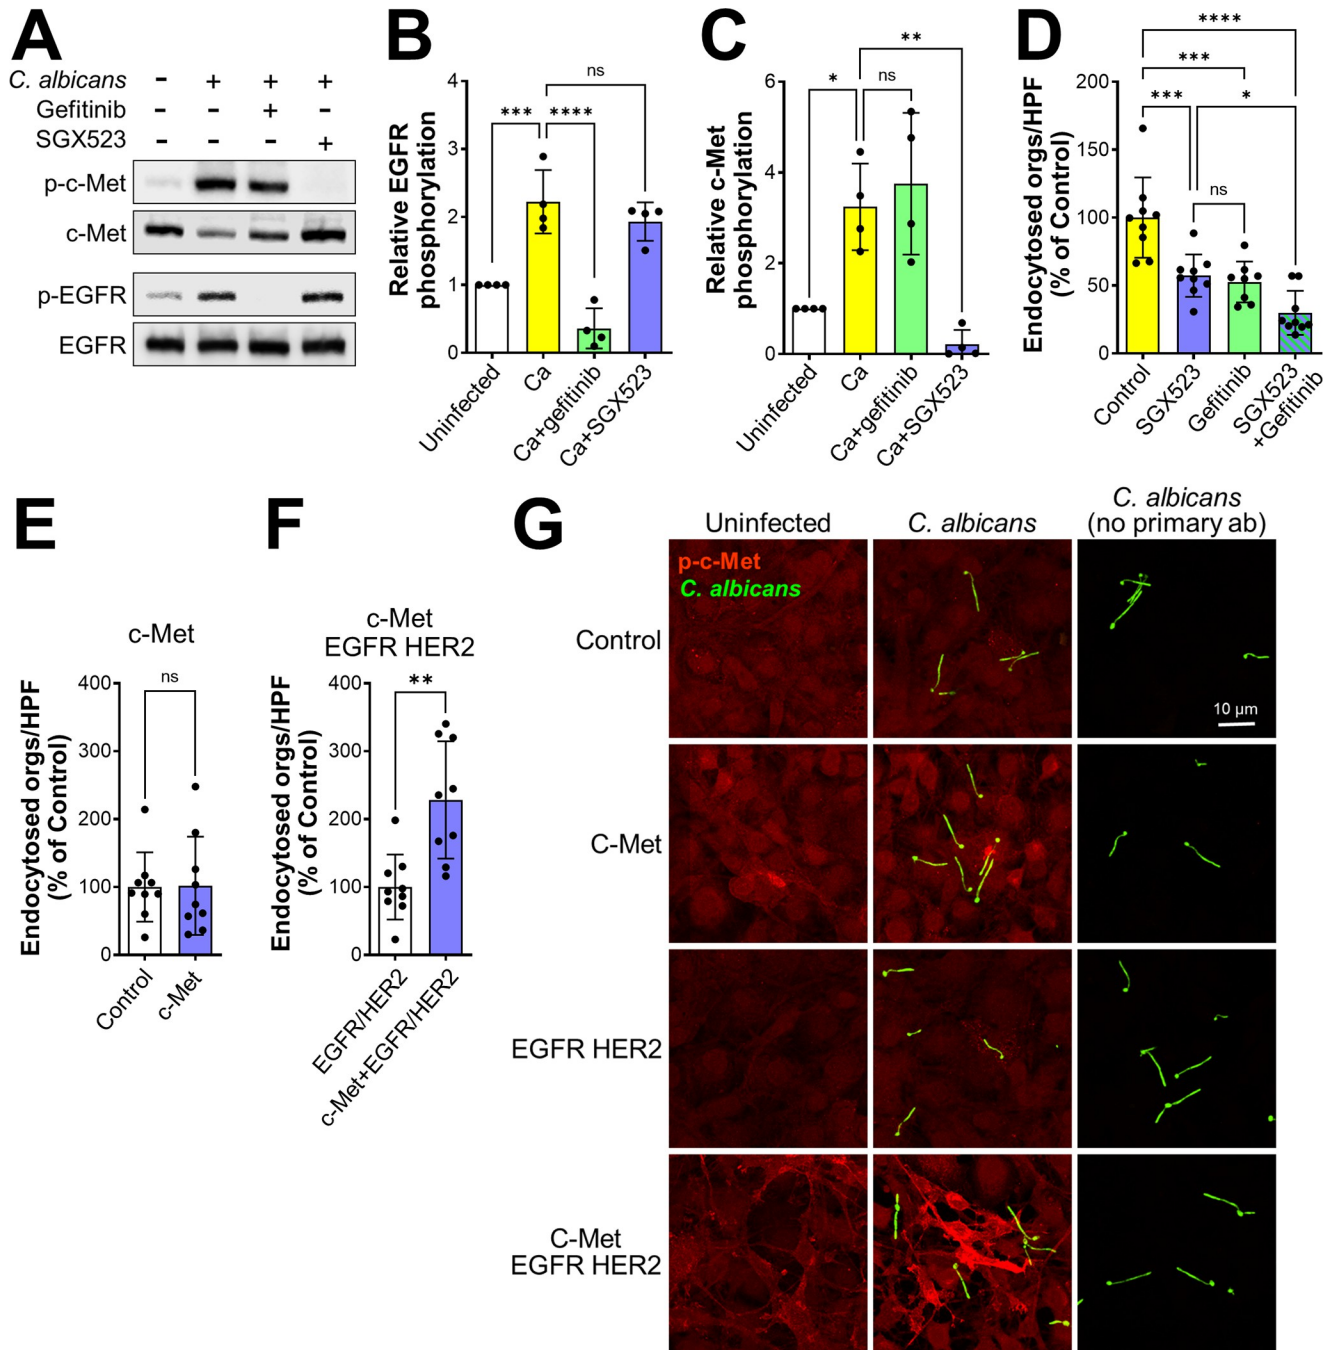 A
C. albicans - + + +
Gefitinib - - + -
SGX523 - - - +
p-c-Met
c-Met
p-EGFR
EGFR
B
Relative EGFR
phosphorylation
4
3
2
1
0
ns
*** ****
Uninfected
Ca
Ca+gefitinib
Ca+SGX523
C
Relative c-Met
phosphorylation
6
4
2
0
**
* ns
Uninfected
Ca
Ca+gefitinib
Ca+SGX523
D
Endocytosed orgs/HPF
(% of Control)
200
150
100
50
0
****
***
*** *
ns
Control
SGX523
Gefitinib
SGX523
+Gefitinib
E
c-Met
Endocytosed orgs/HPF
(% of Control)
400
300
200
100
0
ns
Control
c-Met
F
c-Met
EGFR HER2
Endocytosed orgs/HPF
(% of Control)
400
300
200
100
0
**
EGFR/HER2
c-Met+EGFR/HER2
G
Uninfected
C. albicans
C. albicans
(no primary ab)
p-c-Met
C. albicans
Control
10 µm
C-Met
EGFR HER2
C-Met
EGFR HER2